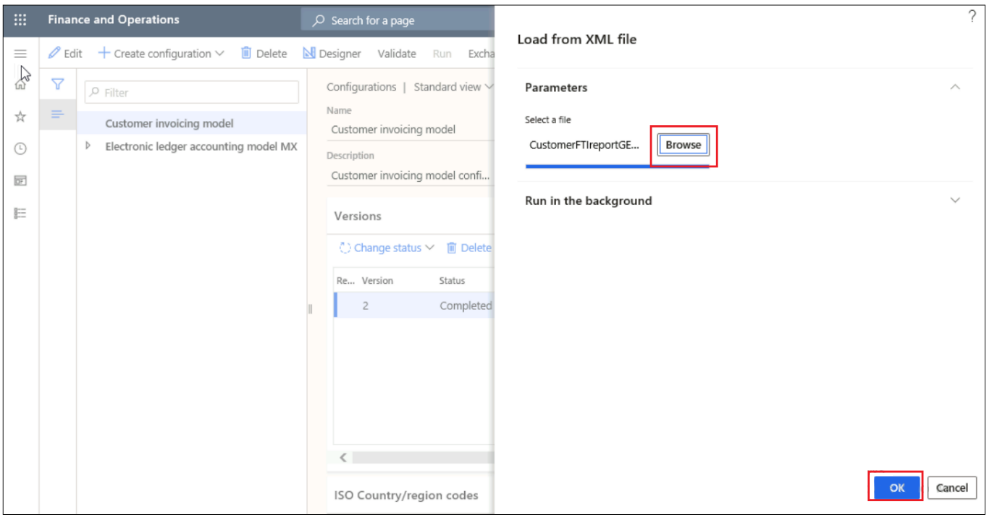 Finance and Operations
Search for a page
?
Load from XML file
Edit
Create configuration
Delete
Designer
Validate
Run
Excha
Filter
Customer invoicing model
Electronic ledger accounting model MX
Configurations | Standard view
Name
Customer invoicing model
Description
Customer invoicing model confi...
Versions
Change status
Delete
Re... Version Status
2 Completed
ISO Country/region codes
Parameters
Select a file
CustomerFTIreportGE...
Browse
Run in the background
OK
Cancel